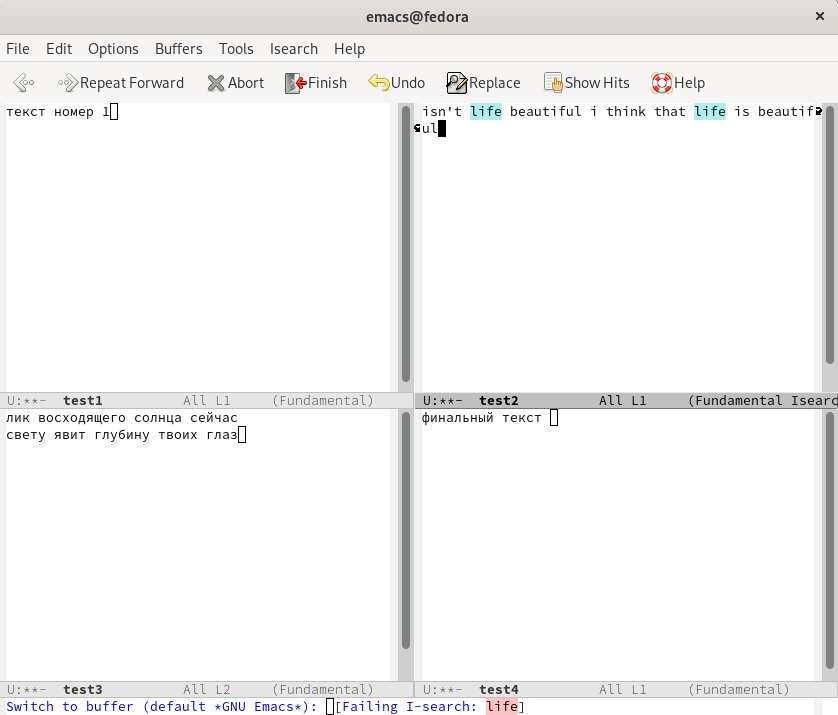 emacs@fedora
File Edit Options Buffers Tools Isearch Help
Repeat Forward Abort Finish Undo Replace Show Hits Help
текст номер 1
isn't life beautiful i think that life is beautif
ul
U:**- test1 All L1 (Fundamental)
U:**- test2 All L1 (Fundamental Isearc
лик восходящего солнца сейчас
свету явит глубину твоих глаз
финальный текст
U:**- test3 All L2 (Fundamental)
U:**- test4 All L1 (Fundamental)
Switch to buffer (default *GNU Emacs*): [Failing I-search: life]